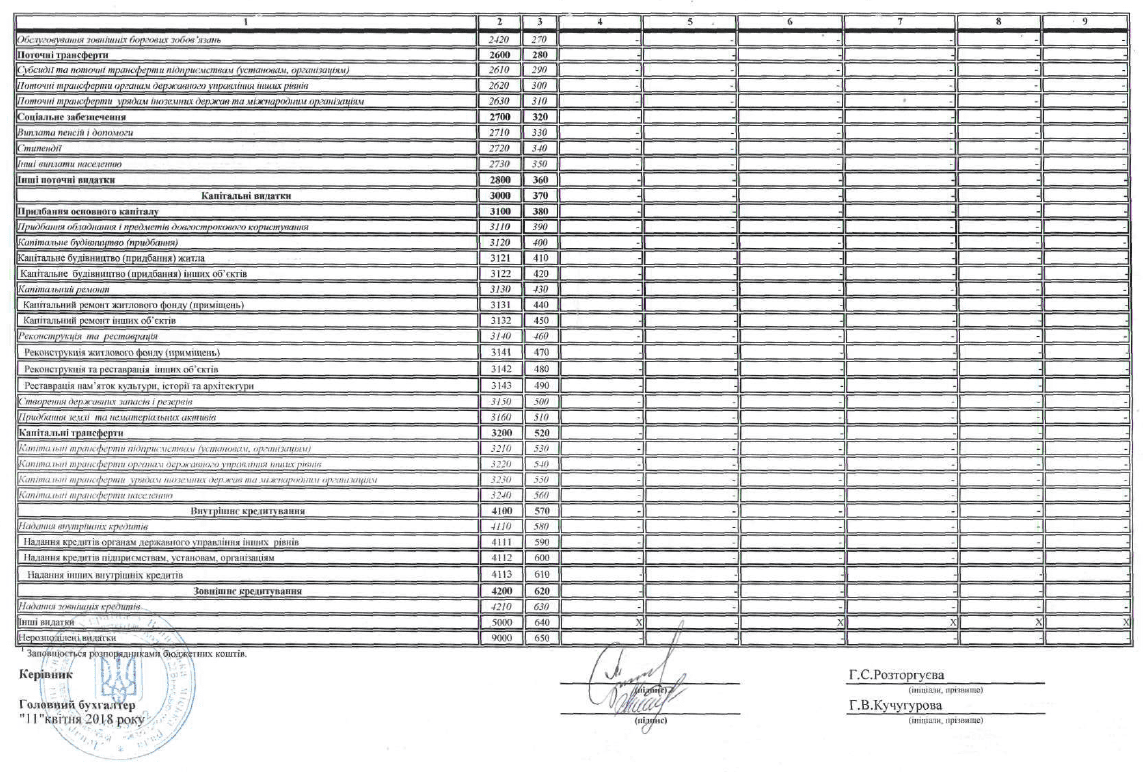 1 2 3 4 5 6 7 8 9
Обслуговування зовнішніх боргових зобов’язань 2420 270 - - - - - -
Поточні трансферти 2600 280 - - - - - -
Субсидії та поточні трансферти підприємствам (установам, організаціям) 2610 290 - - - - - -
Поточні трансферти органам державного управління інших рівнів 2620 300 - - - - - -
Поточні трансферти урядам іноземних держав та міжнародним організаціям 2630 310 - - - - - -
Соціальне забезпечення 2700 320 - - - - - -
Виплата пенсій і допомоги 2710 330 - - - - - -
Стипендії 2720 340 - - - - - -
Інші виплати населенню 2730 350 - - - - - -
Інші поточні видатки 2800 360 - - - - - -
Капітальні видатки 3000 370 - - - - - -
Придбання основного капіталу 3100 380 - - - - - -
Придбання обладнання і предметів довгострокового користування 3110 390 - - - - - -
Капітальне будівництво (придбання) 3120 400 - - - - - -
Капітальне будівництво (придбання) житла 3121 410 - - - - - -
Капітальне будівництво (придбання) інших об’єктів 3122 420 - - - - - -
Капітальний ремонт 3130 430 - - - - - -
Капітальний ремонт житлового фонду (приміщень) 3131 440 - - - - - -
Капітальний ремонт інших об’єктів 3132 450 - - - - - -
Реконструкція та реставрація 3140 460 - - - - - -
Реконструкція житлового фонду (приміщень) 3141 470 - - - - - -
Реконструкція та реставрація інших об’єктів 3142 480 - - - - - -
Реставрація пам’яток культури, історії та архітектури 3143 490 - - - - - -
Створення державних запасів і резервів 3150 500 - - - - - -
Придбання землі та нематеріальних активів 3160 510 - - - - - -
Капітальні трансферти 3200 520 - - - - - -
Капітальні трансферти підприємствам (установам, організаціям) 3210 530 - - - - - -
Капітальні трансферти органам державного управління інших рівнів 3220 540 - - - - - -
Капітальні трансферти урядам іноземних держав та міжнародним організаціям 3230 550 - - - - - -
Капітальні трансферти населенню 3240 560 - - - - - -
Внутрішнє кредитування 4100 570 - - - - - -
Надання внутрішніх кредитів 4110 580 - - - - - -
Надання кредитів органам державного управління інших рівнів 4111 590 - - - - - -
Надання кредитів підприємствам, установам, організаціям 4112 600 - - - - - -
Надання інших внутрішніх кредитів 4113 610 - - - - - -
Зовнішнє кредитування 4200 620 - - - - - -
Надання зовнішніх кредитів 4210 630 - - - - - -
Інші видатки 5000 640 X - X X X X
Нерозподілені видатки 9000 650 - - - - - -
¹ Заповнюється розпорядниками бюджетних коштів.
Керівник Г.С.Розторгуєва
(підпис) (ініціали, прізвище)
Головний бухгалтер Г.В.Кучугурова
"11"квітня 2018 року (підпис) (ініціали, прізвище)